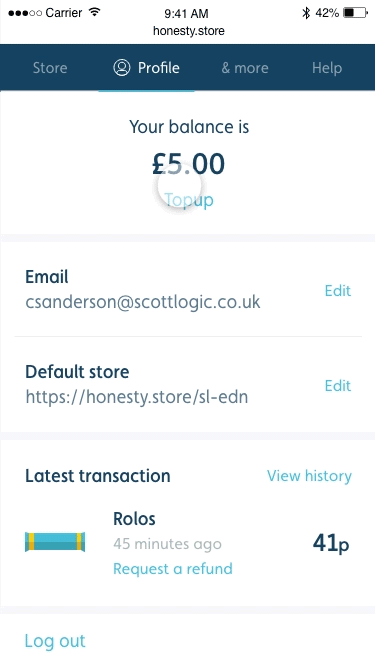 Carrier 9:41 AM 42%
honesty.store
Store Profile & more Help
Your balance is
£5.00
Topup
Email
csanderson@scottlogic.co.uk
Edit
Default store
https://honesty.store/sl-edn
Edit
Latest transaction View history
Rolos
45 minutes ago
41p
Request a refund
Log out